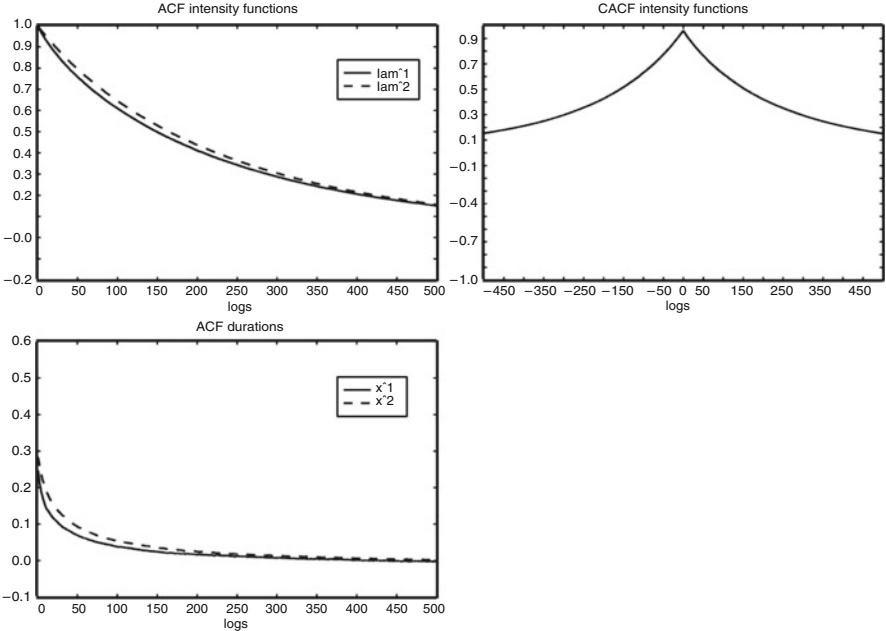 ACF intensity functions
1.0
0.9
0.8
0.7
0.6
0.5
0.4
0.3
0.2
−0.0
−0.2
lam^1
lam^2
0 50 100 150 200 250 300 350 400 450 500
logs
CACF intensity functions
0.9
0.7
0.5
0.3
0.1
−0.1
−0.4
−0.7
−1.0
−450 −350 −250 −150 −50 0 50 150 250 350 450
logs
ACF durations
0.6
0.5
0.4
0.3
0.2
0.1
0.0
−0.1
x^1
x^2
0 50 100 150 200 250 300 350 400 450 500
logs